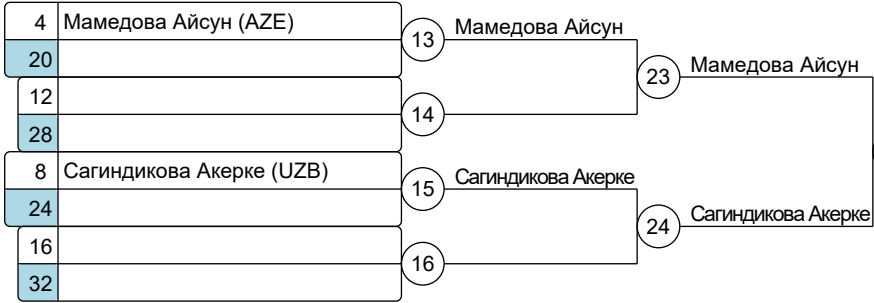 4 Мамедова Айсун (AZE)
13 Мамедова Айсун
20
23 Мамедова Айсун
12
14
28
8 Сагиндикова Акерке (UZB)
15 Сагиндикова Акерке
24
24 Сагиндикова Акерке
16
16
32